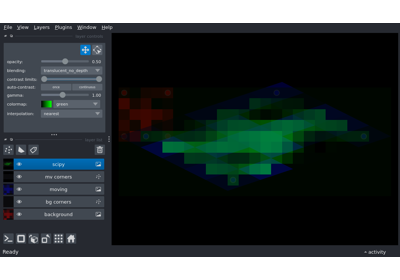 File View Layers Plugins Window Help
opacity: 0.50
blending: translucent_no_depth
contrast limits:
auto-contrast: once continuous
gamma: 1.00
colormap: green
interpolation: nearest
scipy
mv corners
moving
bg corners
background
Ready
activity